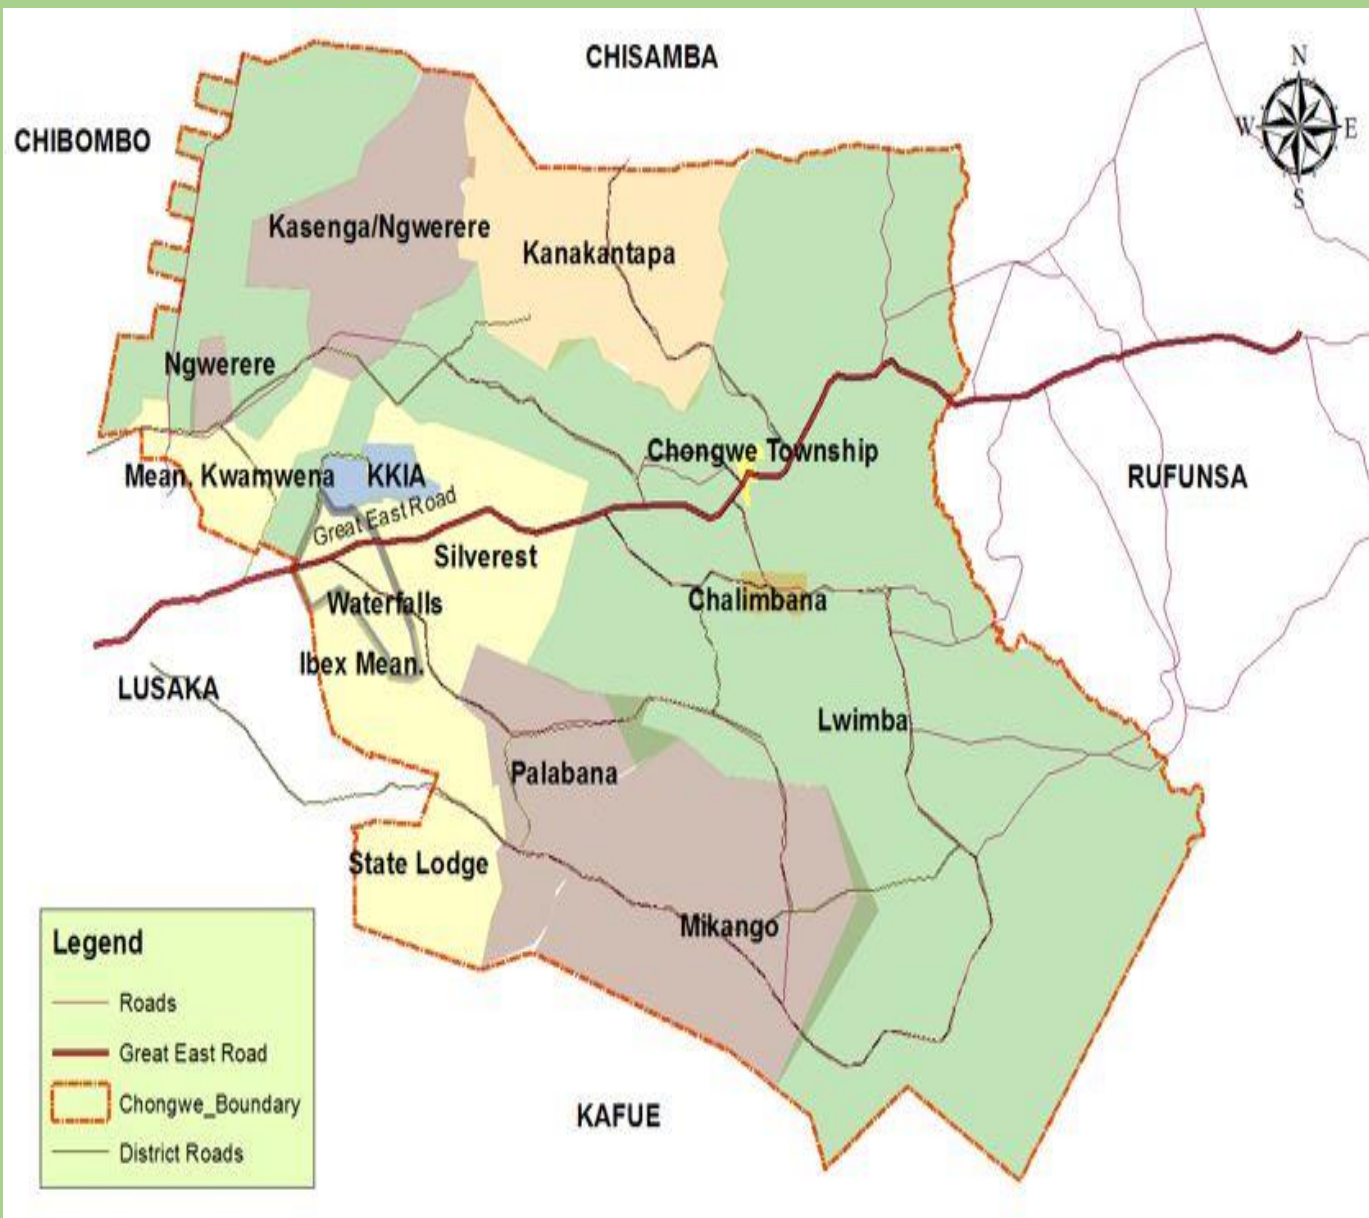 CHISAMBA
N
W
E
S
CHIBOMBO
Kasenga/Ngwerere
Kanakantapa
Ngwerere
Chongwe Township
Mean. Kwamwena
KKIA
RUFUNSA
Great East Road
Silverest
Waterfalls
Chalimbana
Ibex Mean.
LUSAKA
Lwimba
Palabana
State Lodge
Mikango
Legend
Roads
Great East Road
Chongwe_Boundary
District Roads
KAFUE